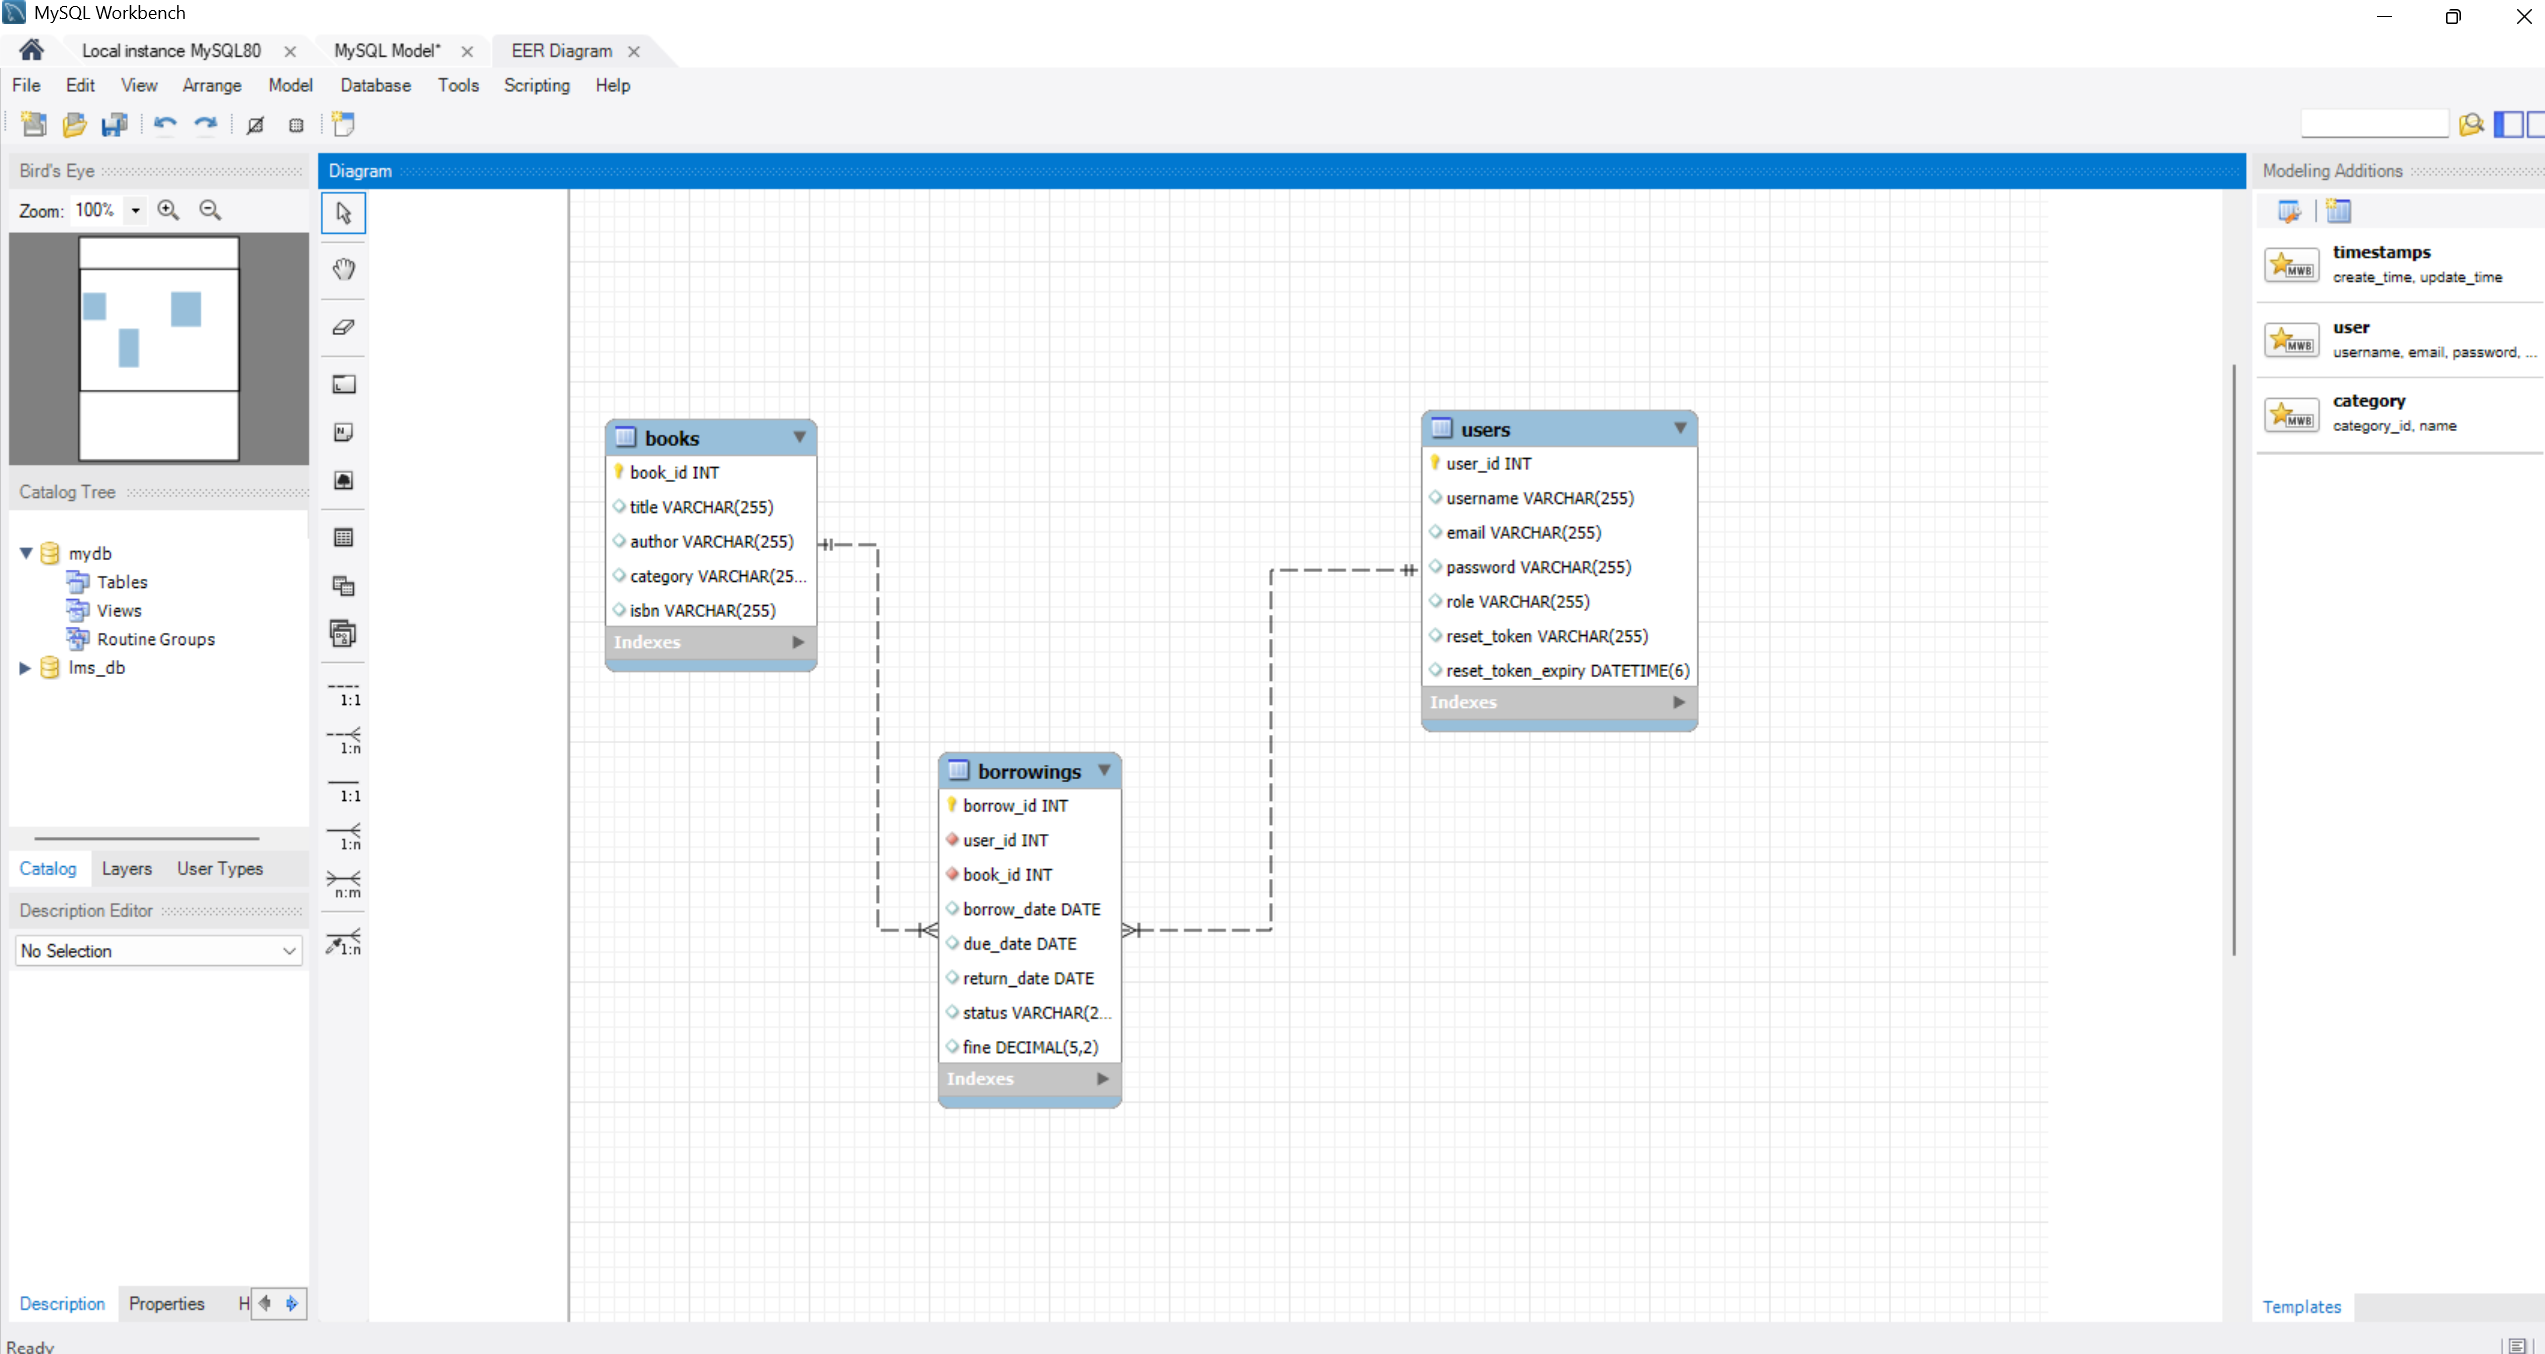 MySQL Workbench
Local instance MySQL80
MySQL Model*
EER Diagram
File Edit View Arrange Model Database Tools Scripting Help
Bird's Eye
Zoom: 100%
Catalog Tree
mydb
Tables
Views
Routine Groups
lms_db
Catalog Layers User Types
Description Editor
No Selection
Description Properties H
Ready
Diagram
1:1
1:n
1:1
1:n
n:m
1:n
books
book_id INT
title VARCHAR(255)
author VARCHAR(255)
category VARCHAR(25...
isbn VARCHAR(255)
Indexes
borrowings
borrow_id INT
user_id INT
book_id INT
borrow_date DATE
due_date DATE
return_date DATE
status VARCHAR(2...
fine DECIMAL(5,2)
Indexes
users
user_id INT
username VARCHAR(255)
email VARCHAR(255)
password VARCHAR(255)
role VARCHAR(255)
reset_token VARCHAR(255)
reset_token_expiry DATETIME(6)
Indexes
Modeling Additions
MWB
timestamps
create_time, update_time
MWB
user
username, email, password, ...
MWB
category
category_id, name
Templates